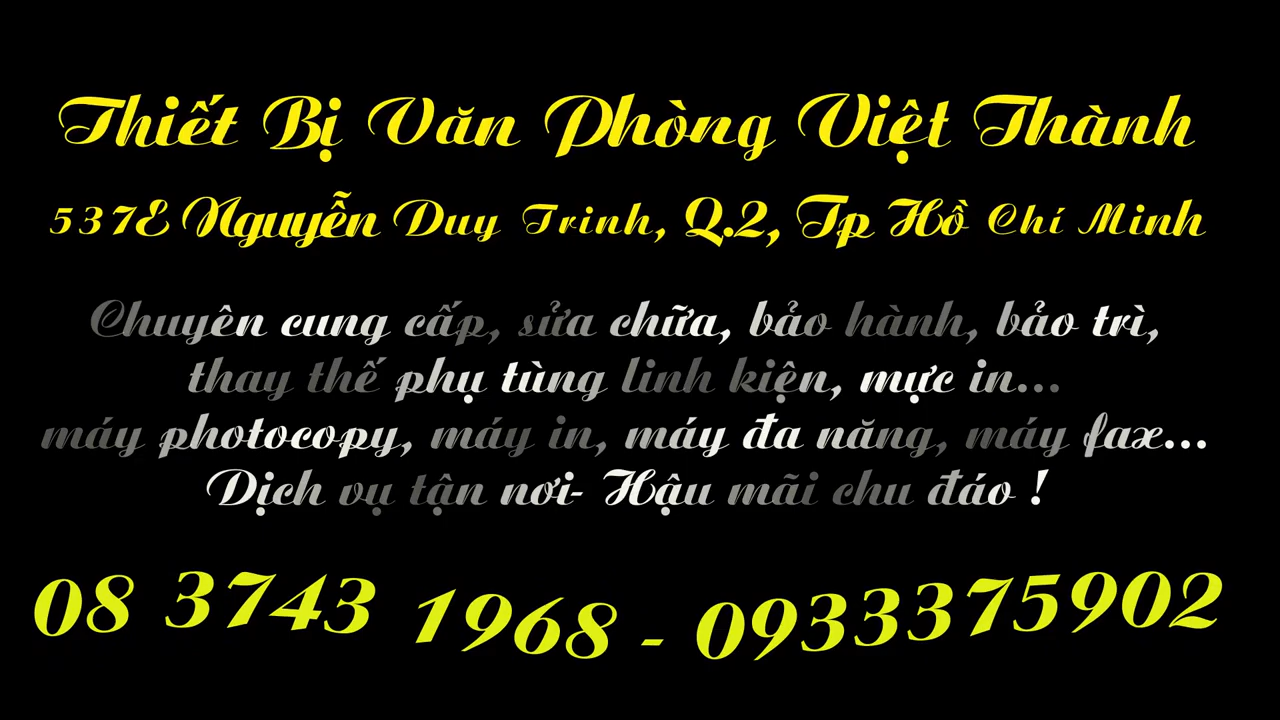 Thiết Bị Văn Phòng Việt Thành
537E Nguyễn Duy Trinh, Q.2, Tp Hồ Chí Minh
Chuyên cung cấp, sửa chữa, bảo hành, bảo trì,
thay thế phụ tùng linh kiện, mực in...
máy photocopy, máy in, máy đa năng, máy fax...
Dịch vụ tận nơi- Hậu mãi chu đáo !
08 3743 1968 - 0933375902